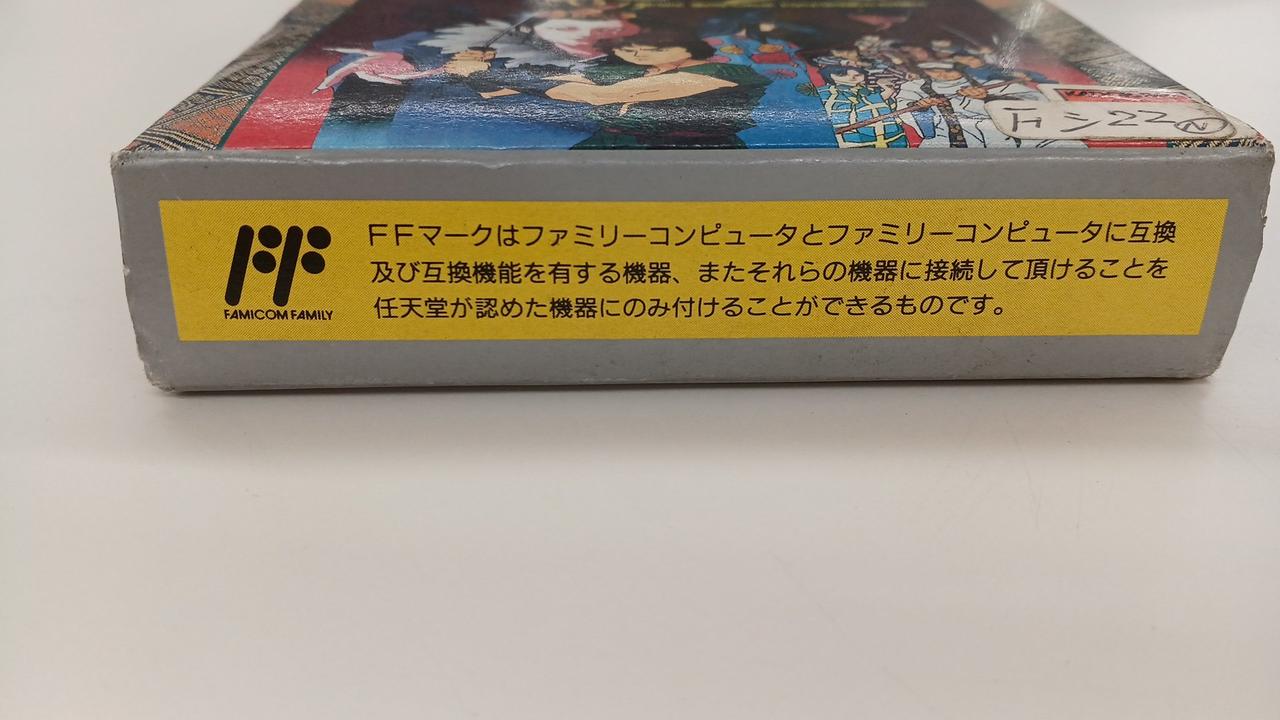 シ22
FFマークはファミリーコンピュータとファミリーコンピュータに互換
及び互換機能を有する機器、またそれらの機器に接続して頂けることを
任天堂が認めた機器にのみ付けることができるものです。
FF
FAMICOM FAMILY